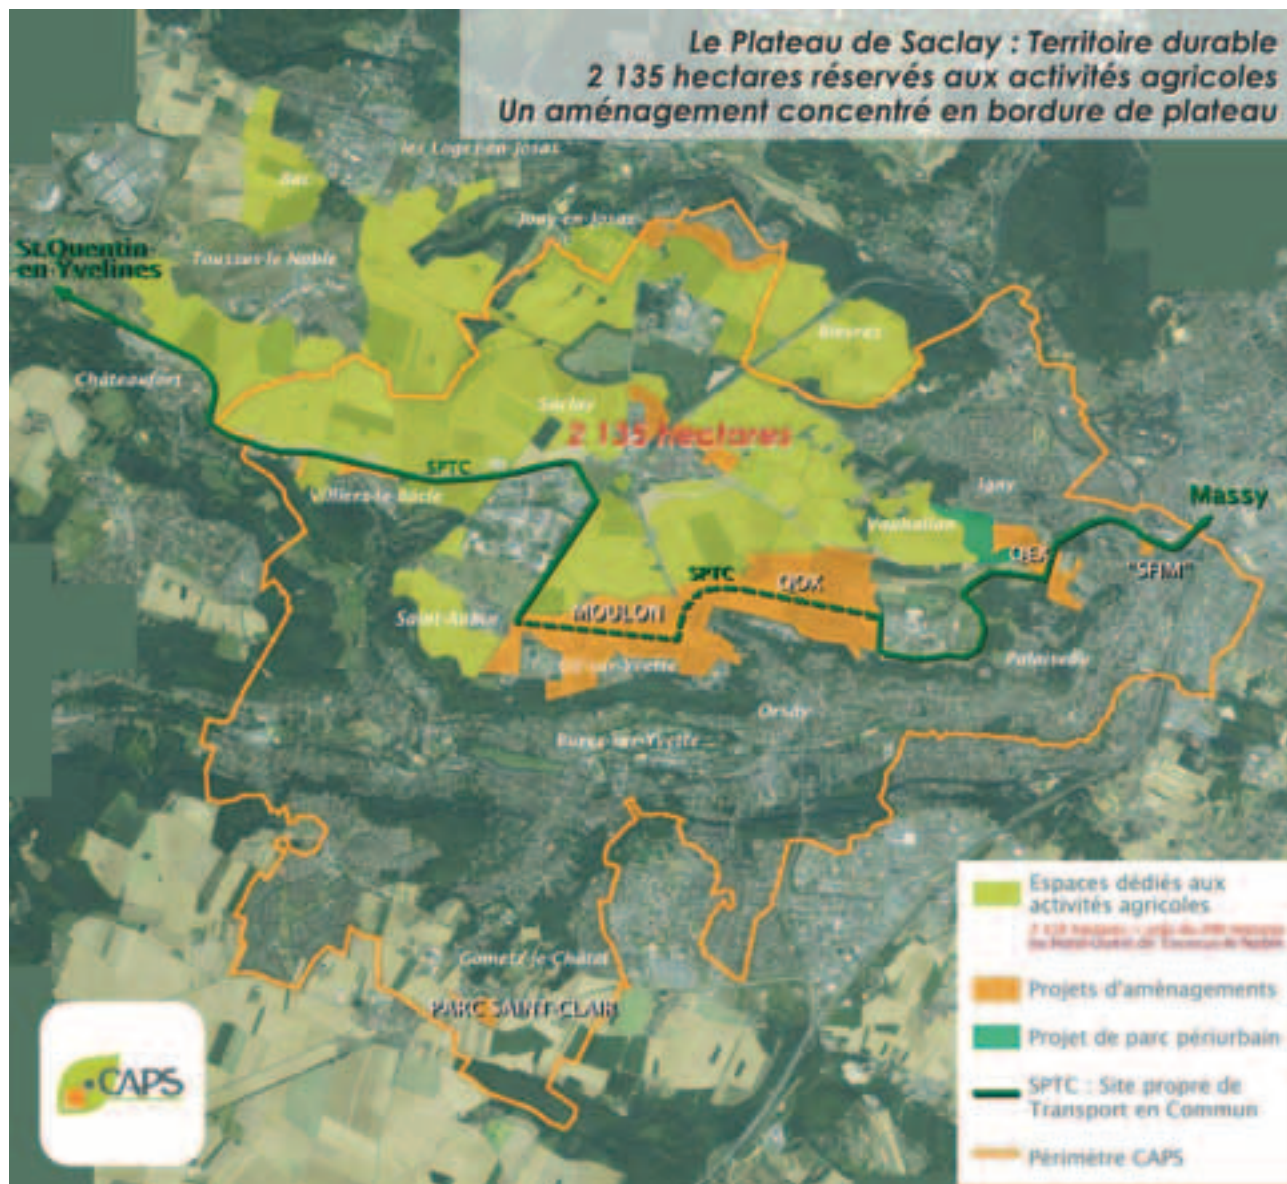 Le Plateau de Saclay : Territoire durable
2 135 hectares réservés aux activités agricoles
Un aménagement concentré en bordure de plateau
les Loges-en-Josas
Buc
Jouy-en-Josas
St.Quentin-
en-Yvelines
Toussus-le Noble
Bièvres
Châteaufort
Saclay
2 135 hectares
SPTC
Villiers-le Bâcle
Igny
Massy
Vauhallan
QEX
"SFIM"
SPTC
QOX
MOULON
Saint-Aubin
Gif-sur-Yvette
Palaiseau
Orsay
Bures-sur-Yvette
Gometz-le-Châtel
PARC SAINT-CLAIR
CAPS
Espaces dédiés aux
activités agricoles
Projets d'aménagements
Projet de parc périurbain
SPTC : Site propre de
Transport en Commun
Périmètre CAPS